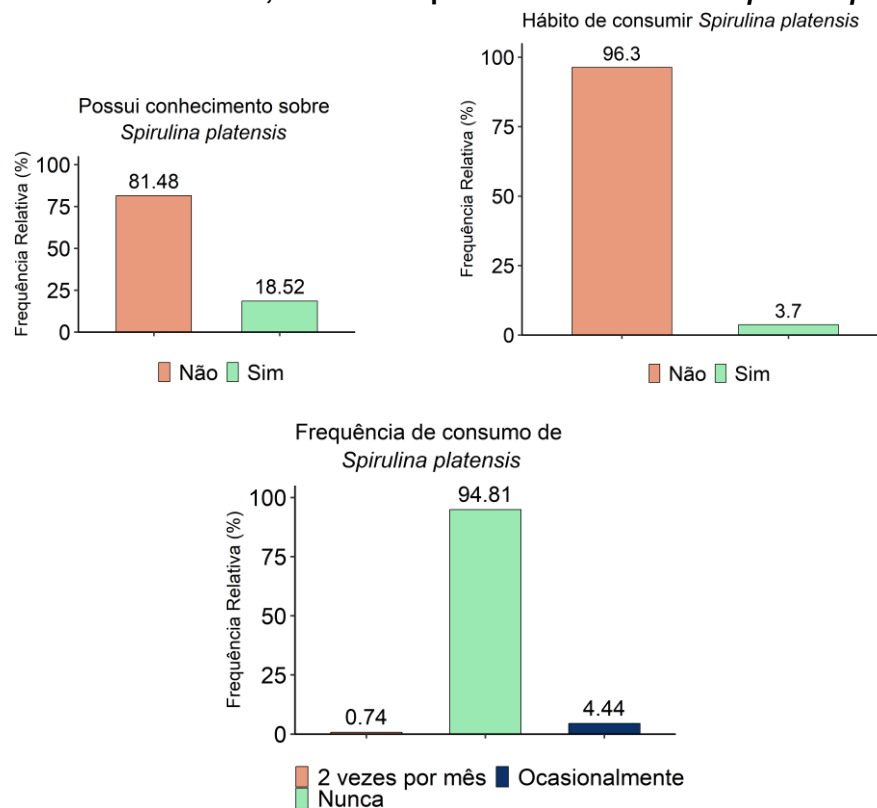 Possui conhecimento sobre
Spirulina platensis
Frequência Relativa (%)
100
75
50
25
0
81.48
18.52
Não Sim
Hábito de consumir Spirulina platensis
Frequência Relativa (%)
100
75
50
25
0
96.3
3.7
Não Sim
Frequência de consumo de
Spirulina platensis
Frequência Relativa (%)
100
75
50
25
0
0.74
94.81
4.44
2 vezes por mês Ocasionalmente
Nunca